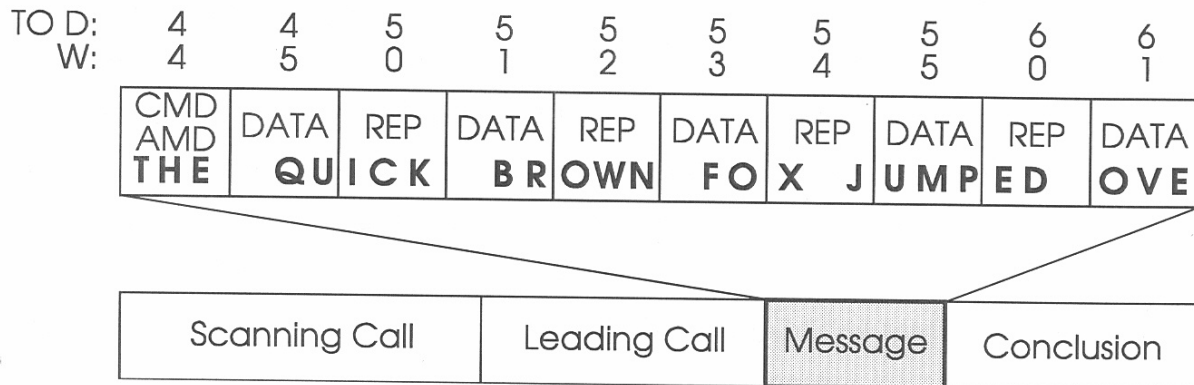 TO D: 4 4 5 5 5 5 5 5 6 6
W: 4 5 0 1 2 3 4 5 0 1
CMD
AMD DATA REP DATA REP DATA REP DATA REP DATA
THE QU ICK BR OWN FO X J UMP ED OVE
Scanning Call Leading Call Message Conclusion